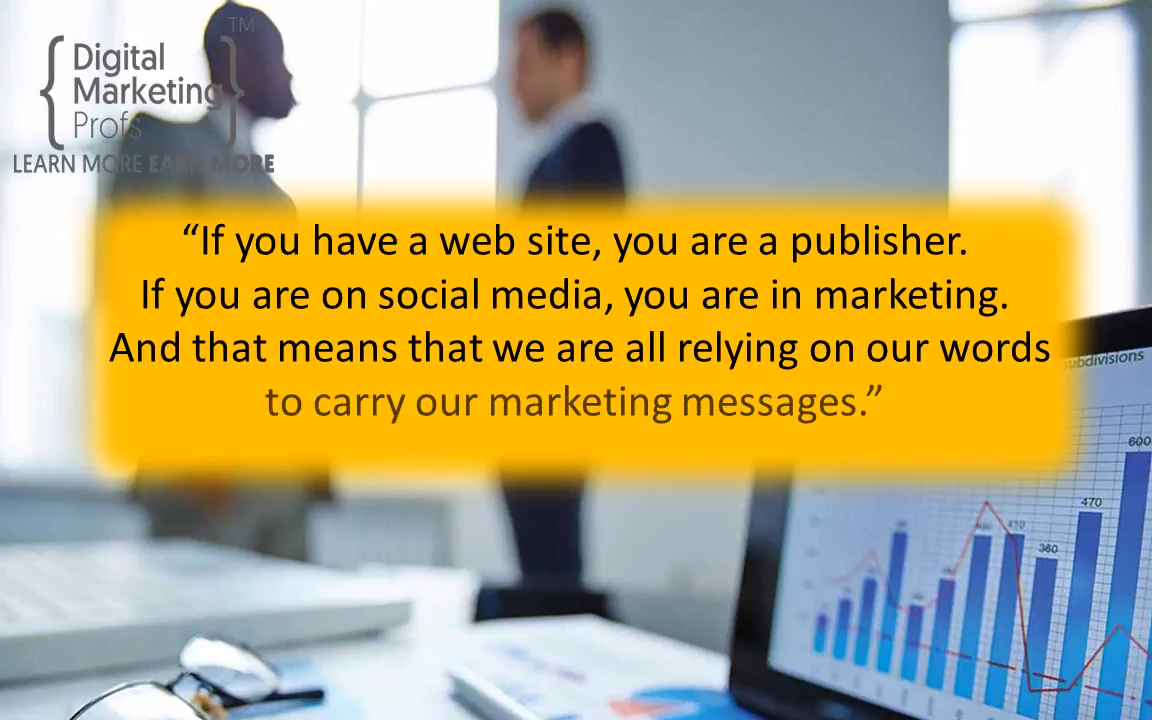 Digital
Marketing
Profs
TM
LEARN MORE EARN MORE
“If you have a web site, you are a publisher.
If you are on social media, you are in marketing.
And that means that we are all relying on our words
to carry our marketing messages.”
subdivisions
600
470
410
360